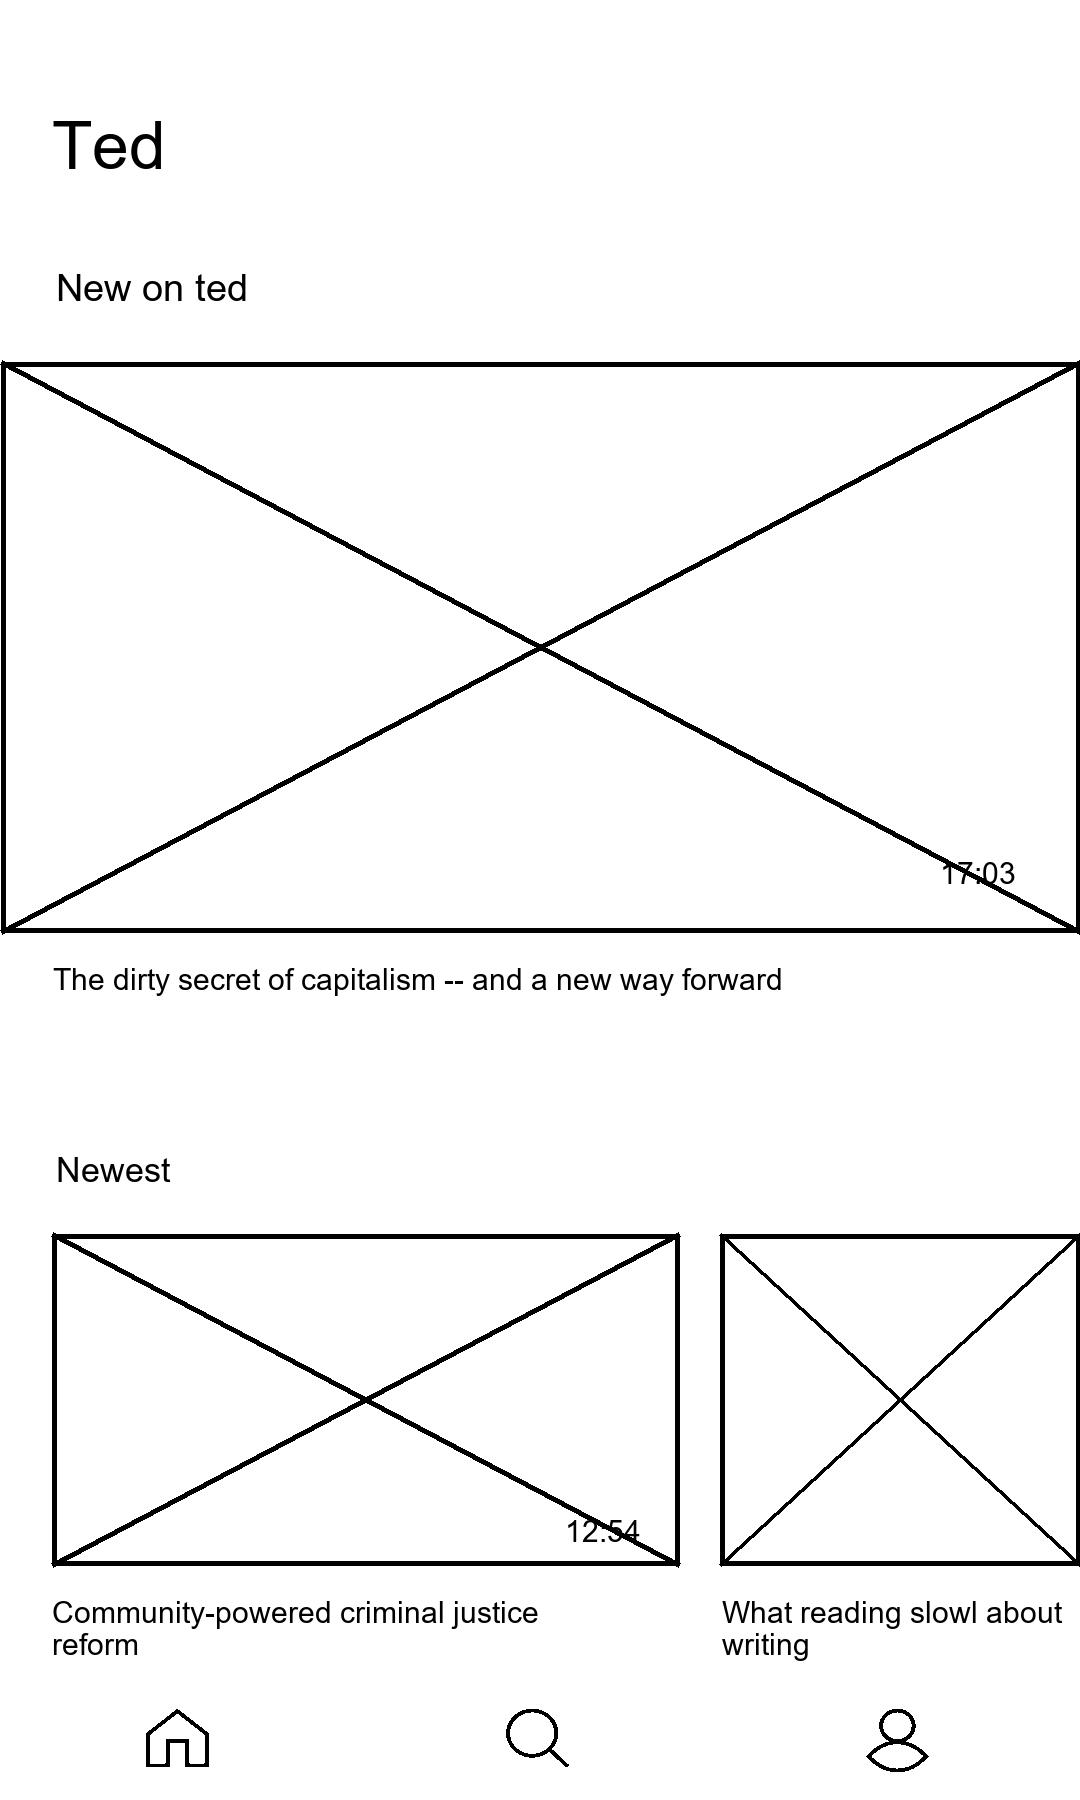 Ted
New on ted
17:03
The dirty secret of capitalism -- and a new way forward
Newest
12:54
Community-powered criminal justice
reform
What reading slowl about
writing